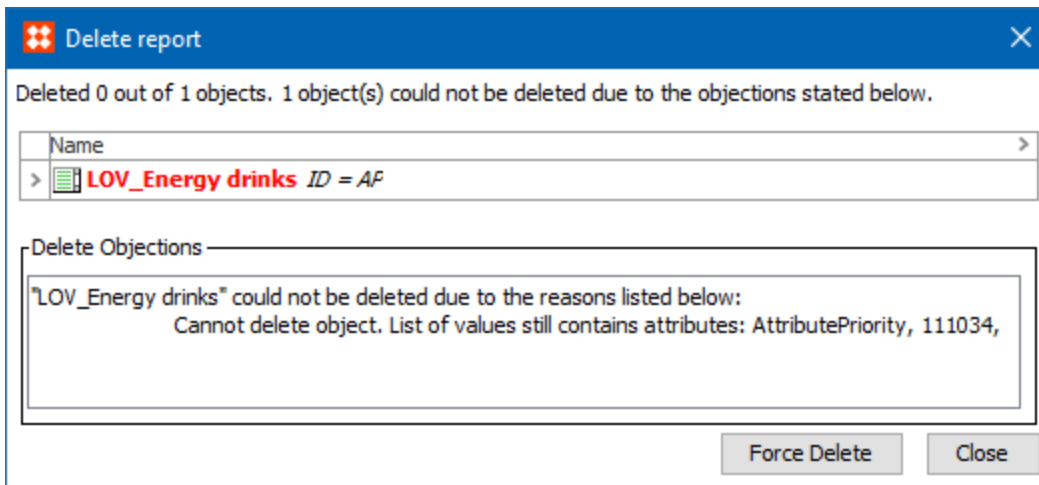 Delete report
Deleted 0 out of 1 objects. 1 object(s) could not be deleted due to the objections stated below.
Name
LOV_Energy drinks ID = AP
Delete Objections
"LOV_Energy drinks" could not be deleted due to the reasons listed below:
Cannot delete object. List of values still contains attributes: AttributePriority, 111034,
Force Delete
Close